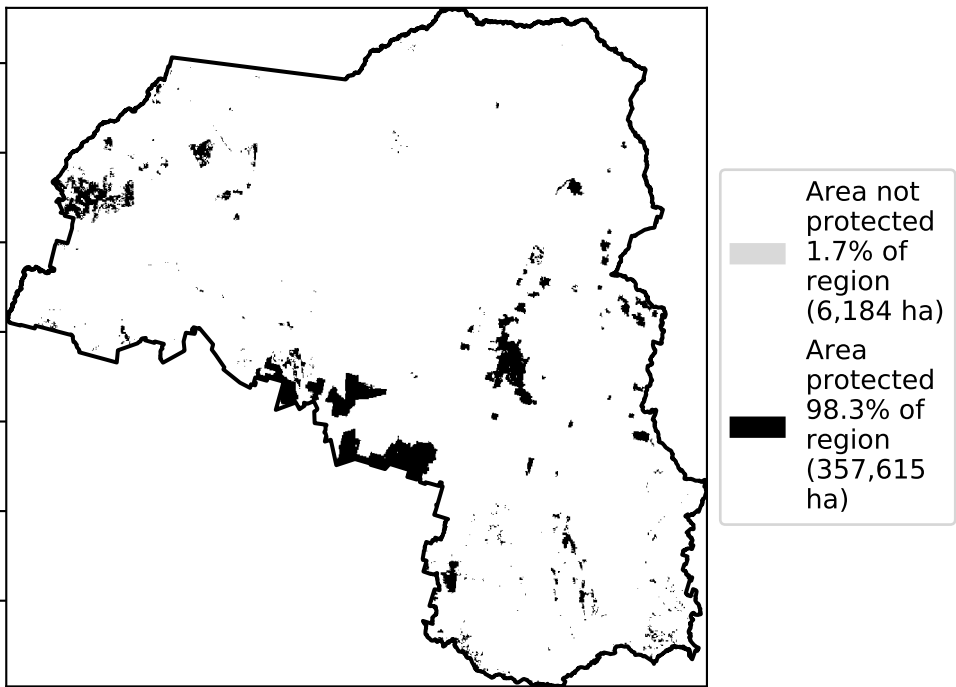 Area not
protected
1.7% of
region
(6,184 ha)
Area
protected
98.3% of
region
(357,615
ha)